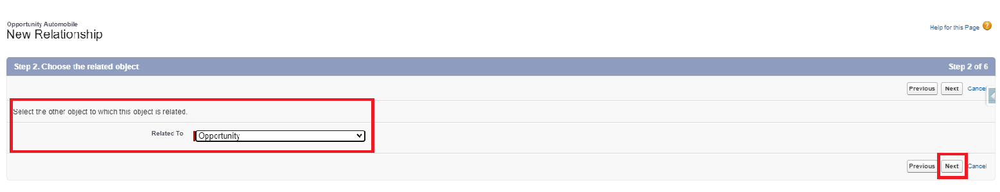 Opportunity Automobile
New Relationship
Help for this Page ?
Step 2. Choose the related object Step 2 of 6
Previous Next Cancel
Select the other object to which this object is related.
Related To Opportunity
Previous Next Cancel